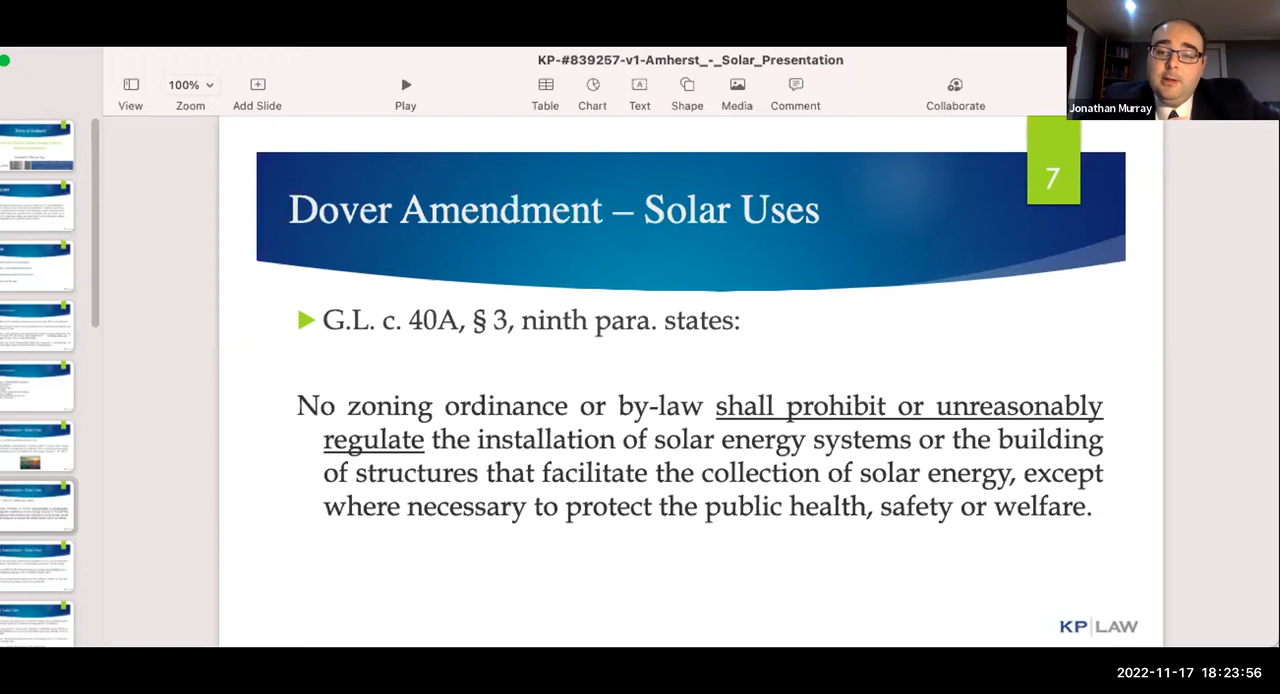 KP-#839257-v1-Amherst_-_Solar_Presentation
100%
View
Zoom
Add Slide
Play
Table
Chart
Text
Shape
Media
Comment
Collaborate
Jonathan Murray
7
Dover Amendment – Solar Uses
G.L. c. 40A, § 3, ninth para. states:
No zoning ordinance or by-law shall prohibit or unreasonably
regulate the installation of solar energy systems or the building
of structures that facilitate the collection of solar energy, except
where necessary to protect the public health, safety or welfare.
KP|LAW
2022-11-17 18:23:56